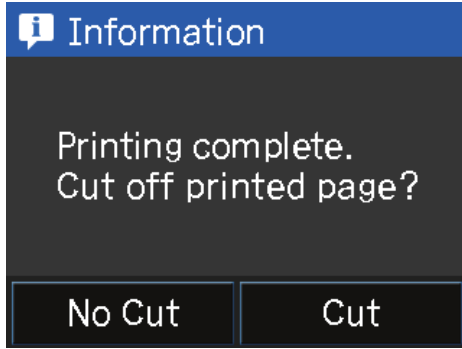 Information
Printing complete.
Cut off printed page?
No Cut
Cut